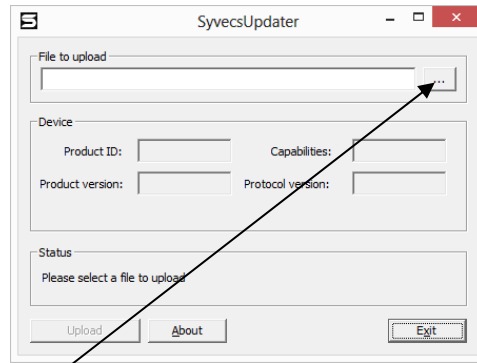 SyvecsUpdater
File to upload
...
Device
Product ID: Capabilities:
Product version: Protocol version:
Status
Please select a file to upload
Upload About Exit